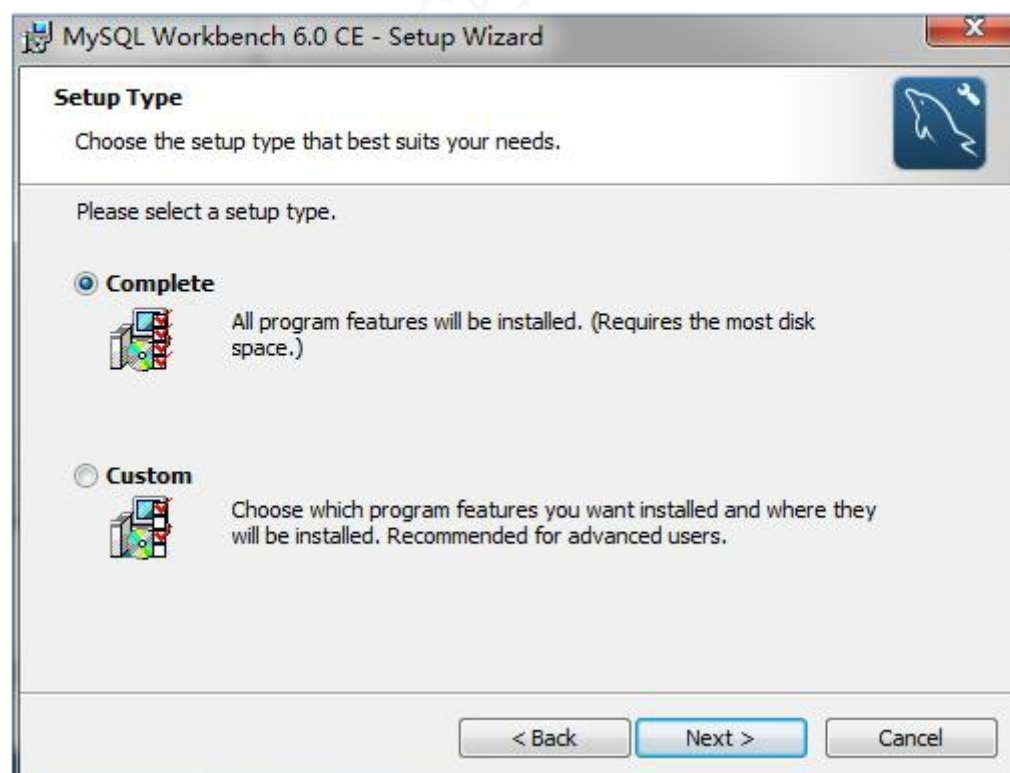 MySQL Workbench 6.0 CE - Setup Wizard
Setup Type
Choose the setup type that best suits your needs.
Please select a setup type.
Complete
All program features will be installed. (Requires the most disk
space.)
Custom
Choose which program features you want installed and where they
will be installed. Recommended for advanced users.
< Back
Next >
Cancel